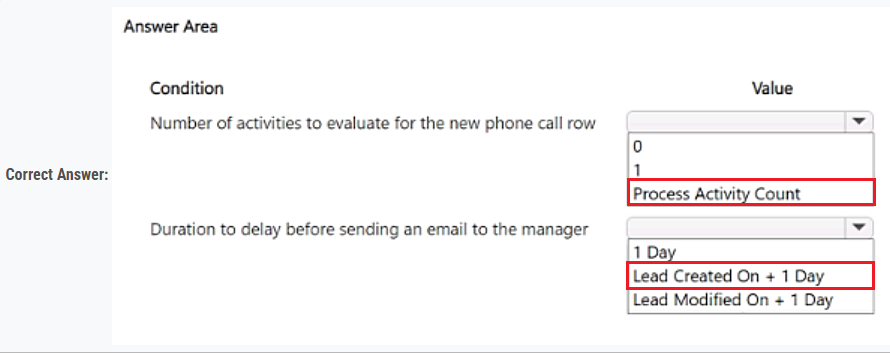 Answer Area
Condition Value
Number of activities to evaluate for the new phone call row
0
1
Correct Answer:
Process Activity Count
Duration to delay before sending an email to the manager
1 Day
Lead Created On + 1 Day
Lead Modified On + 1 Day